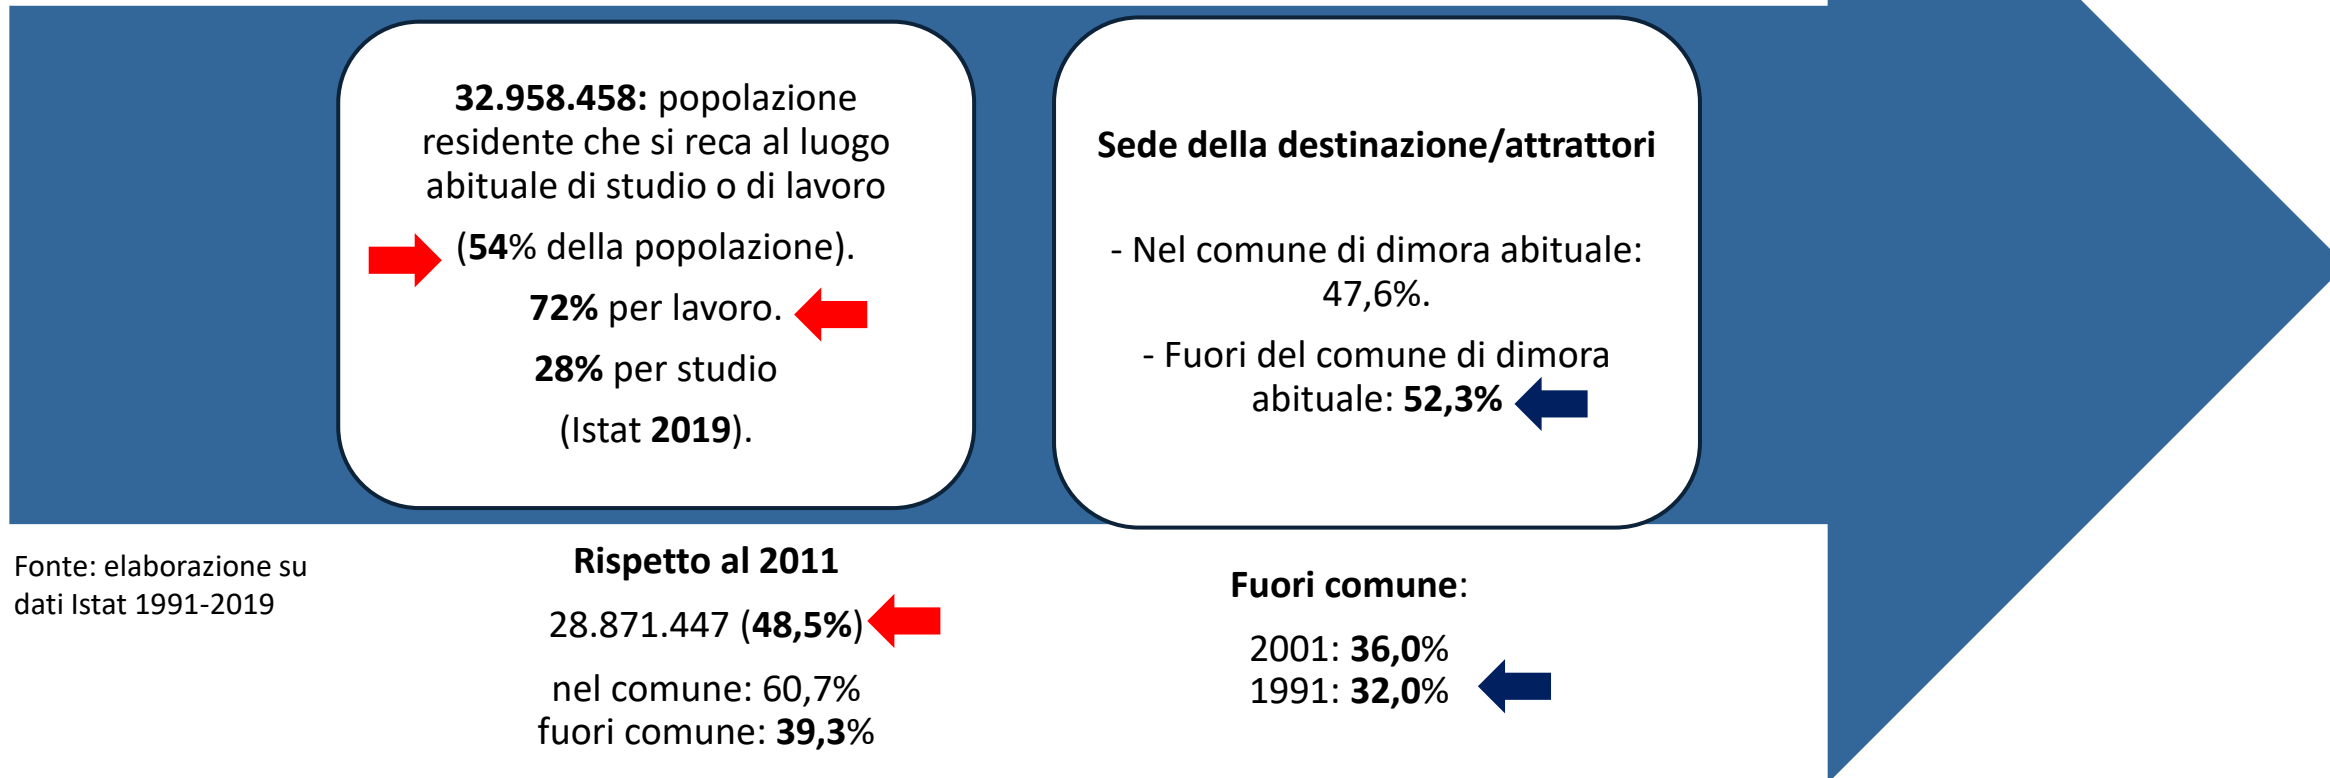 32.958.458: popolazione
residente che si reca al luogo
abituale di studio o di lavoro
(54% della popolazione).
72% per lavoro.
28% per studio
(Istat 2019).
Sede della destinazione/attrattori
- Nel comune di dimora abituale:
47,6%.
- Fuori del comune di dimora
abituale: 52,3%
Fonte: elaborazione su
dati Istat 1991-2019
Rispetto al 2011
28.871.447 (48,5%)
nel comune: 60,7%
fuori comune: 39,3%
Fuori comune:
2001: 36,0%
1991: 32,0%